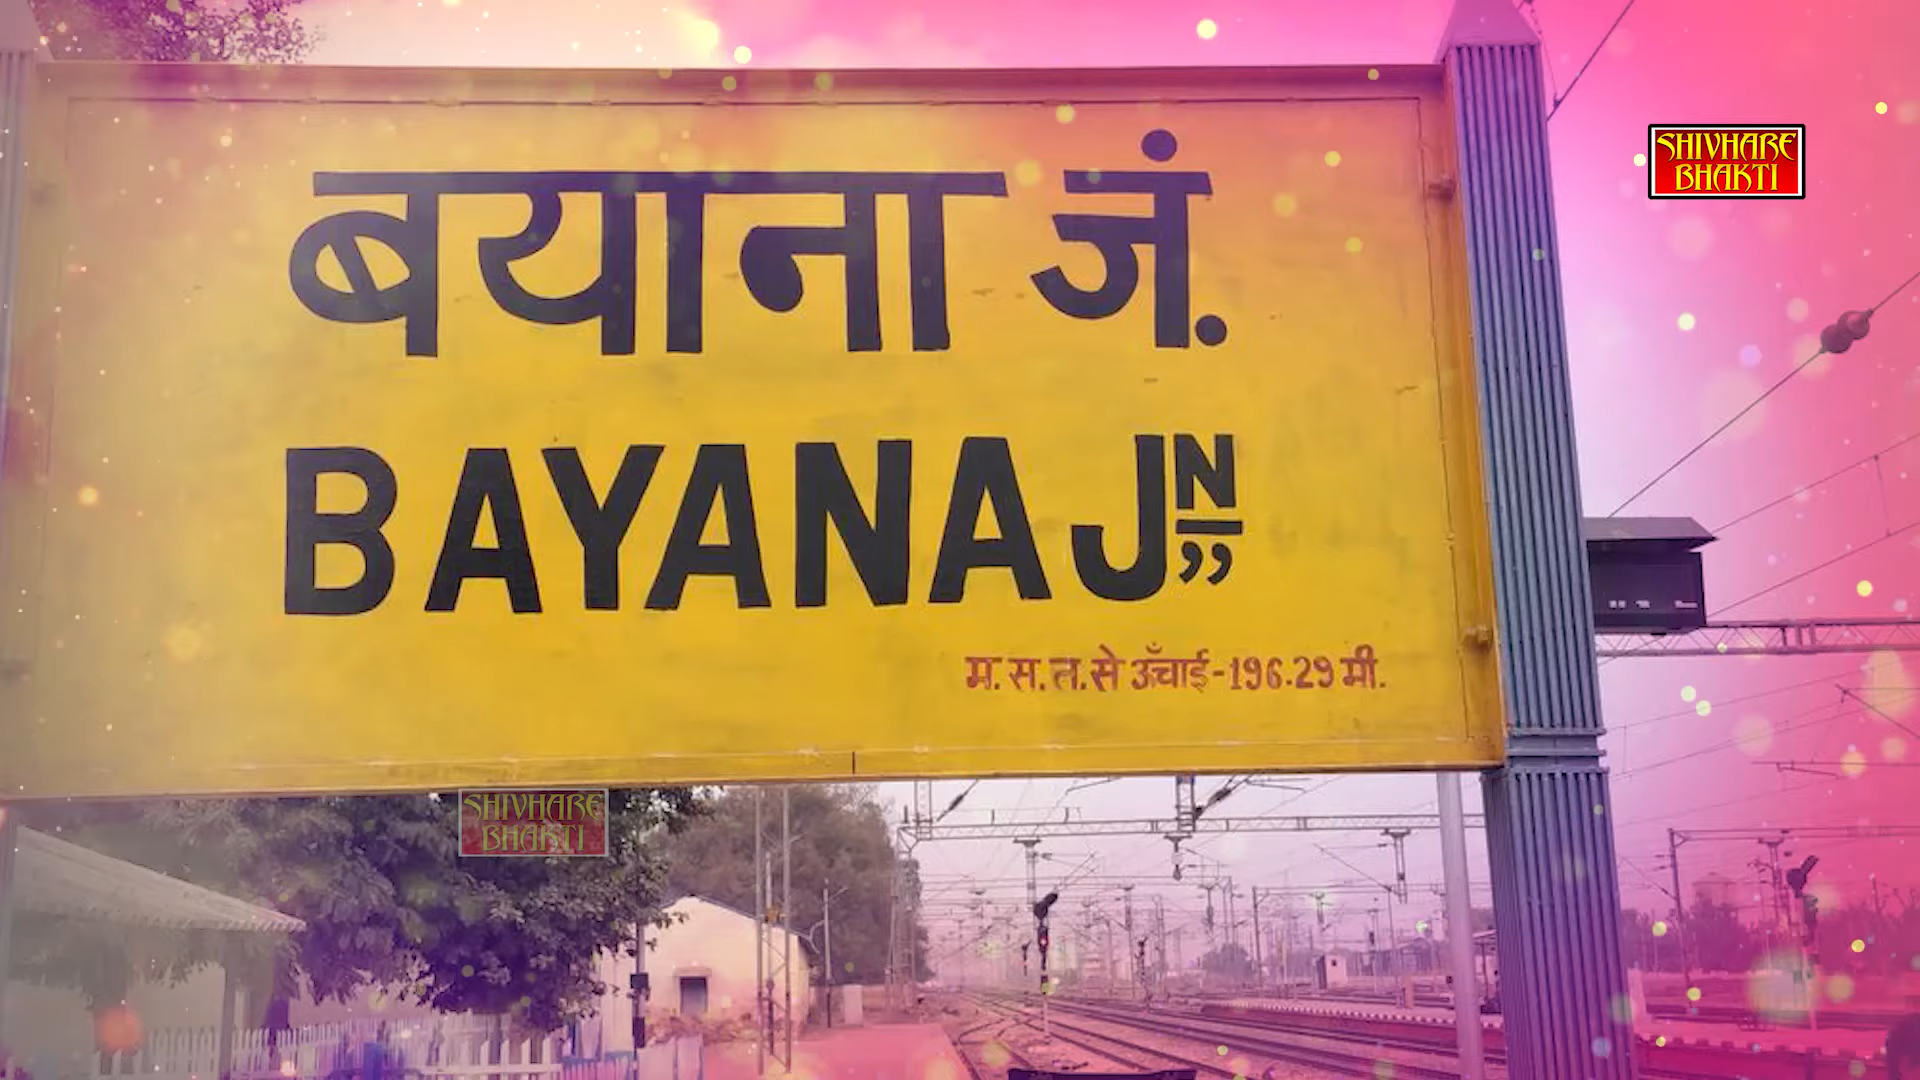 बयाना जं.
BAYANA JN
म. स. त. से ऊँचाई-196.29 मी.
SHIVHARE
BHAKTI
SHIVHARE
BHAKTI